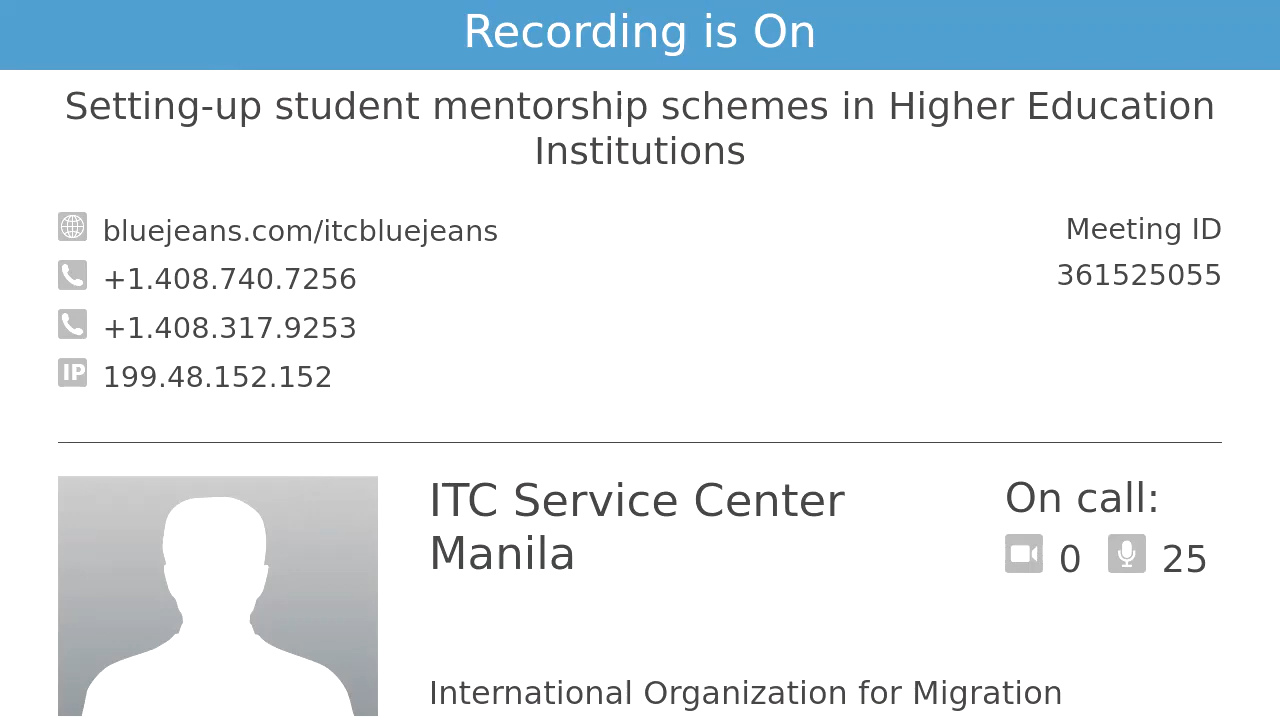 Recording is On
Setting-up student mentorship schemes in Higher Education
Institutions
bluejeans.com/itcbluejeans
Meeting ID
+1.408.740.7256
361525055
+1.408.317.9253
IP 199.48.152.152
ITC Service Center
Manila
On call:
0 25
International Organization for Migration